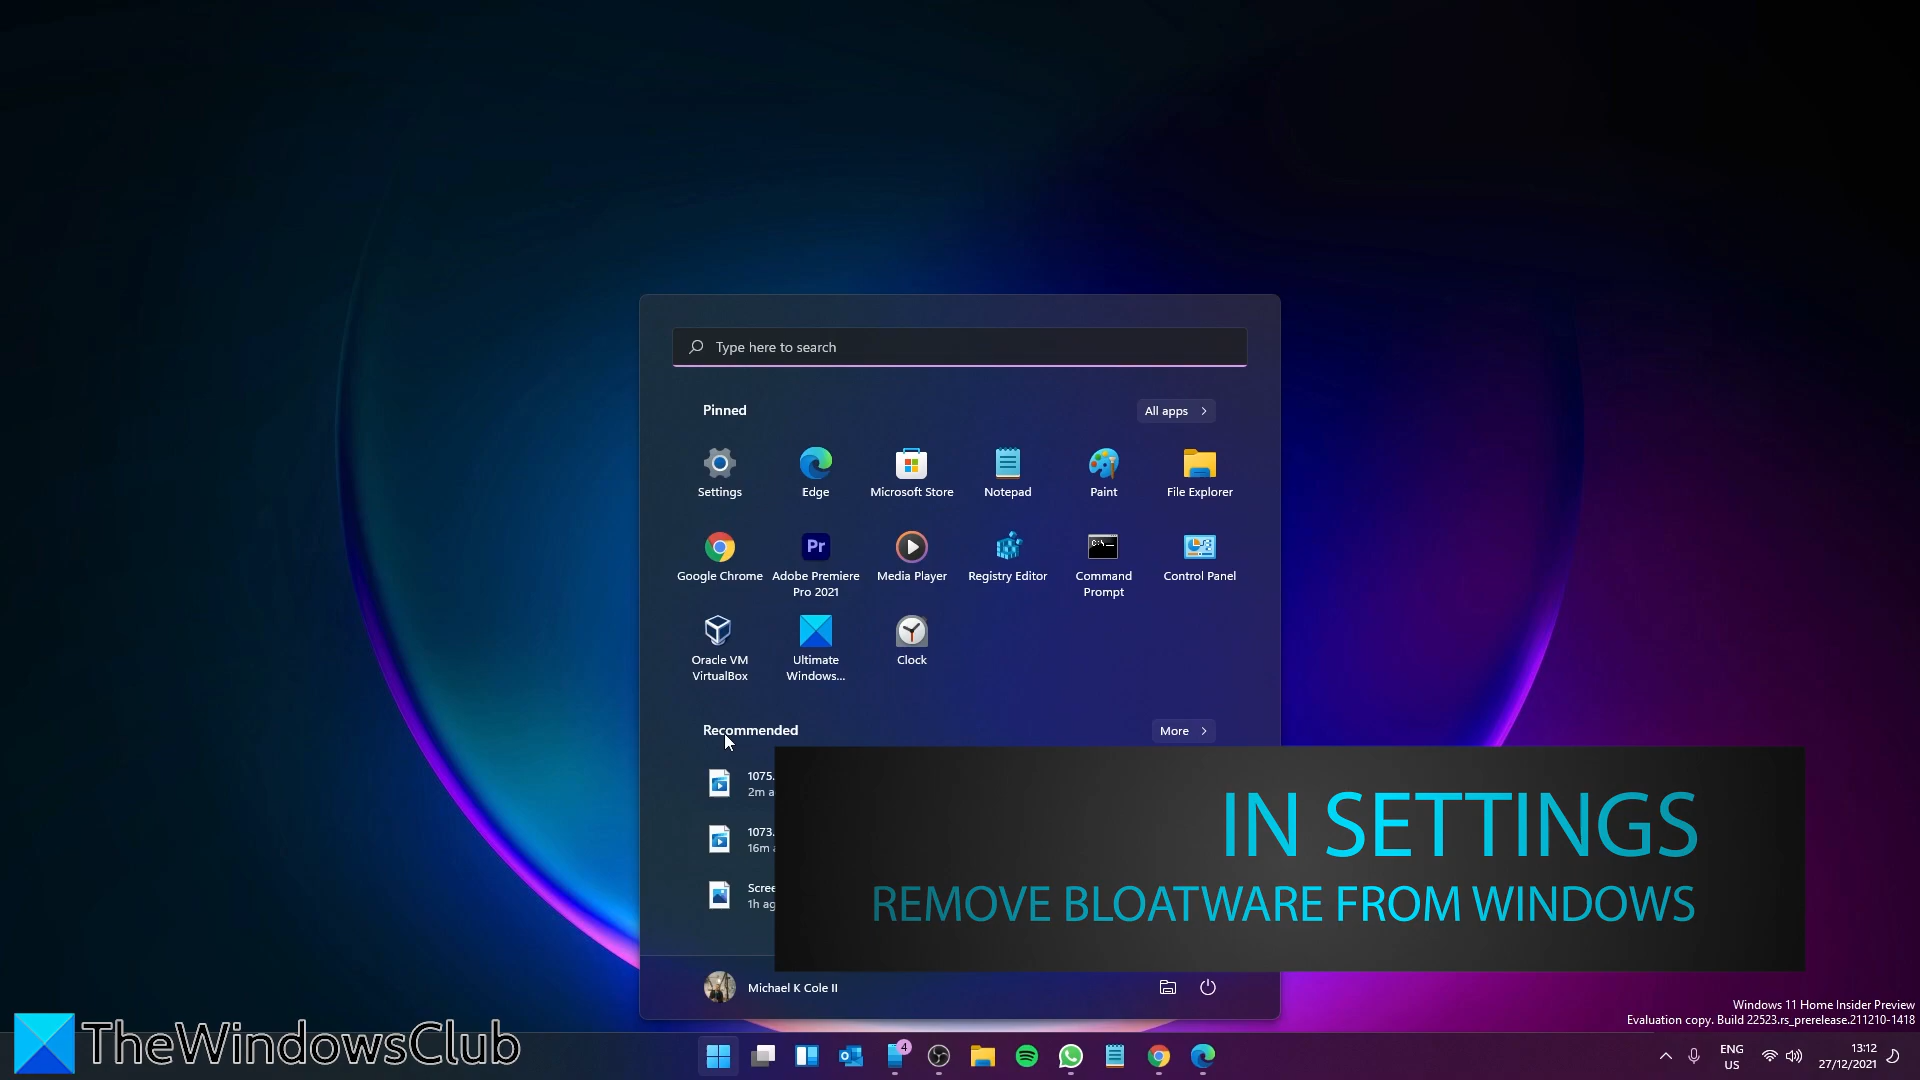 Type here to search
Pinned
All apps
Settings
Edge
Microsoft Store
Notepad
Paint
File Explorer
Google Chrome
Pr
Adobe Premiere
Pro 2021
Media Player
Registry Editor
C:\
Command
Prompt
Control Panel
Oracle VM
VirtualBox
Ultimate
Windows...
Clock
Recommended
More
1075.
2m a
1073.
16m a
Scree
1h ag
IN SETTINGS
REMOVE BLOATWARE FROM WINDOWS
Michael K Cole II
Windows 11 Home Insider Preview
Evaluation copy. Build 22523.rs_prerelease.211210-1418
TheWindowsClub
4
ENG
US
13:12
27/12/2021